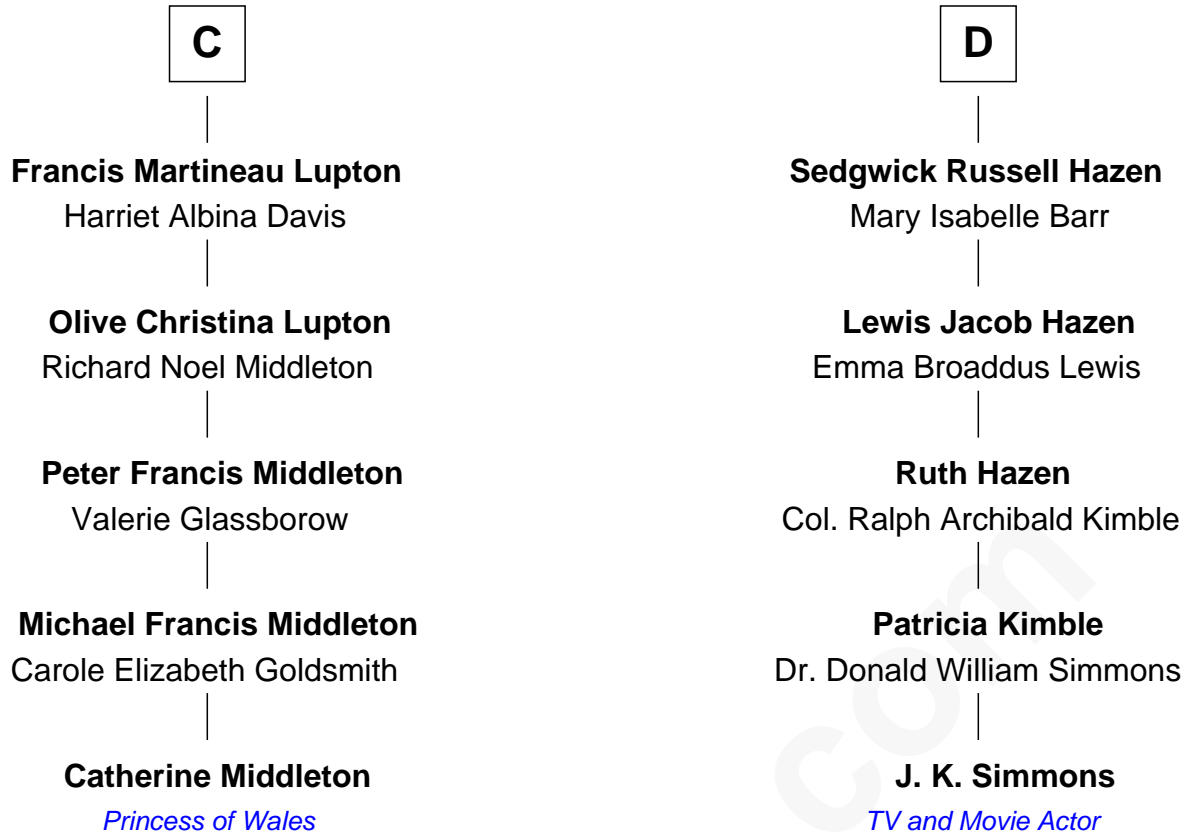 C
Francis Martineau Lupton
Harriet Albina Davis
Olive Christina Lupton
Richard Noel Middleton
Peter Francis Middleton
Valerie Glassborow
Michael Francis Middleton
Carole Elizabeth Goldsmith
Catherine Middleton
Princess of Wales
D
Sedgwick Russell Hazen
Mary Isabelle Barr
Lewis Jacob Hazen
Emma Broaddus Lewis
Ruth Hazen
Col. Ralph Archibald Kimble
Patricia Kimble
Dr. Donald William Simmons
J. K. Simmons
TV and Movie Actor
com